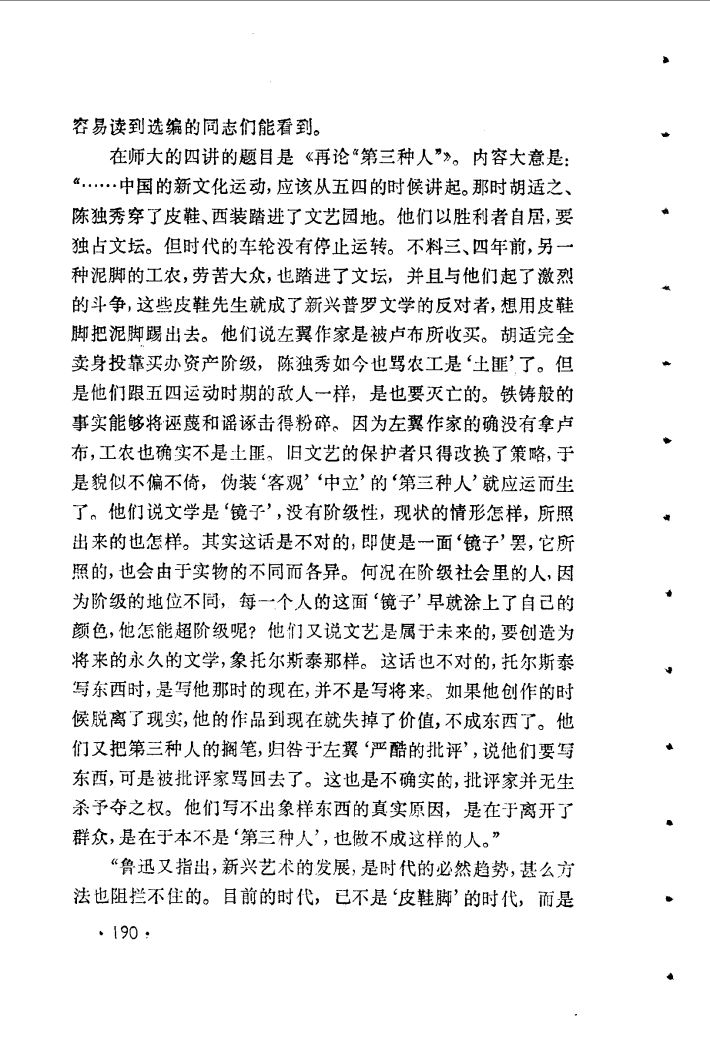 容易读到选编的同志们能看到。
在师大的四讲的题目是《再论“第三种人”》。内容大意是：
“……中国的新文化运动，应该从五四的时候讲起。那时胡适之、
陈独秀穿了皮鞋、西装踏进了文艺园地。他们以胜利者自居，要
独占文坛。但时代的车轮没有停止运转。不料三、四年前，另一
种泥脚的工农，劳苦大众，也踏进了文坛，并且与他们起了激烈
的斗争，这些皮鞋先生就成了新兴普罗文学的反对者，想用皮鞋
脚把泥脚踢出去。他们说左翼作家是被卢布所收买。胡适完全
卖身投靠买办资产阶级，陈独秀如今也骂农工是‘土匪’了。但
是他们跟五四运动时期的敌人一样，是也要灭亡的。铁铸般的
事实能够将诬蔑和谣诼击得粉碎。因为左翼作家的确没有拿卢
布，工农也确实不是土匪。旧文艺的保护者只得改换了策略，于
是貌似不偏不倚，伪装‘客观’‘中立’的‘第三种人’就应运而生
了。他们说文学是‘镜子’，没有阶级性，现状的情形怎样，所照
出来的也怎样。其实这话是不对的，即使是一面‘镜子’罢，它所
照的，也会由于实物的不同而各异。何况在阶级社会里的人，因
为阶级的地位不同，每一个人的这面‘镜子’早就涂上了自己的
颜色，他怎能超阶级呢？他们又说文艺是属于未来的，要创造为
将来的永久的文学，象托尔斯泰那样。这话也不对的，托尔斯泰
写东西时，是写他那时的现在，并不是写将来。如果他创作的时
候脱离了现实，他的作品到现在就失掉了价值，不成东西了。他
们又把第三种人的搁笔，归咎于左翼‘严酷的批评’，说他们要写
东西，可是被批评家骂回去了。这也是不确实的，批评家并无生
杀予夺之权。他们写不出象样东西的真实原因，是在于离开了
群众，是在于本不是‘第三种人’，也做不成这样的人。”
“鲁迅又指出，新兴艺术的发展，是时代的必然趋势，甚么方
法也阻拦不住的。目前的时代，已不是‘皮鞋脚’的时代，而是
·190·